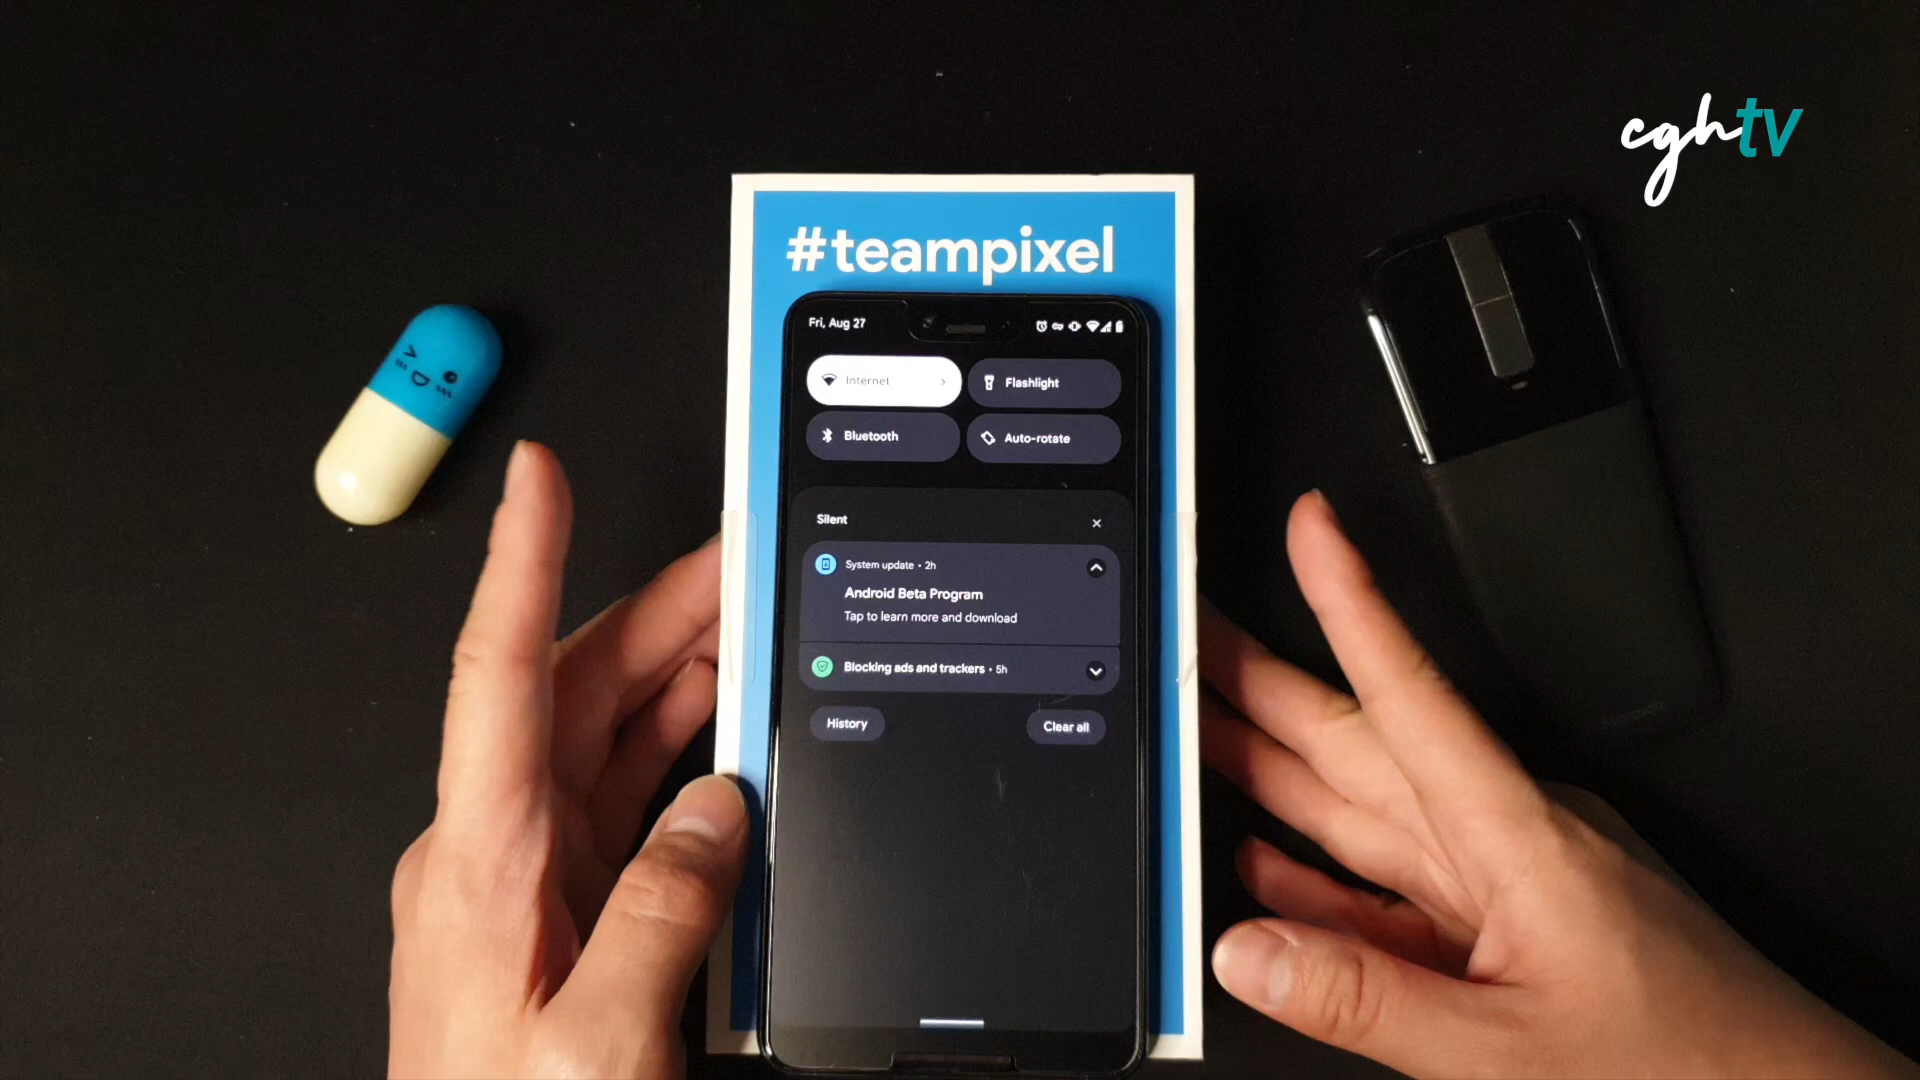 cghtv
#teampixel
Fri, Aug 27
Internet
Flashlight
Bluetooth
Auto-rotate
Silent
System update • 2h
Android Beta Program
Tap to learn more and download
Blocking ads and trackers • 5h
History
Clear all